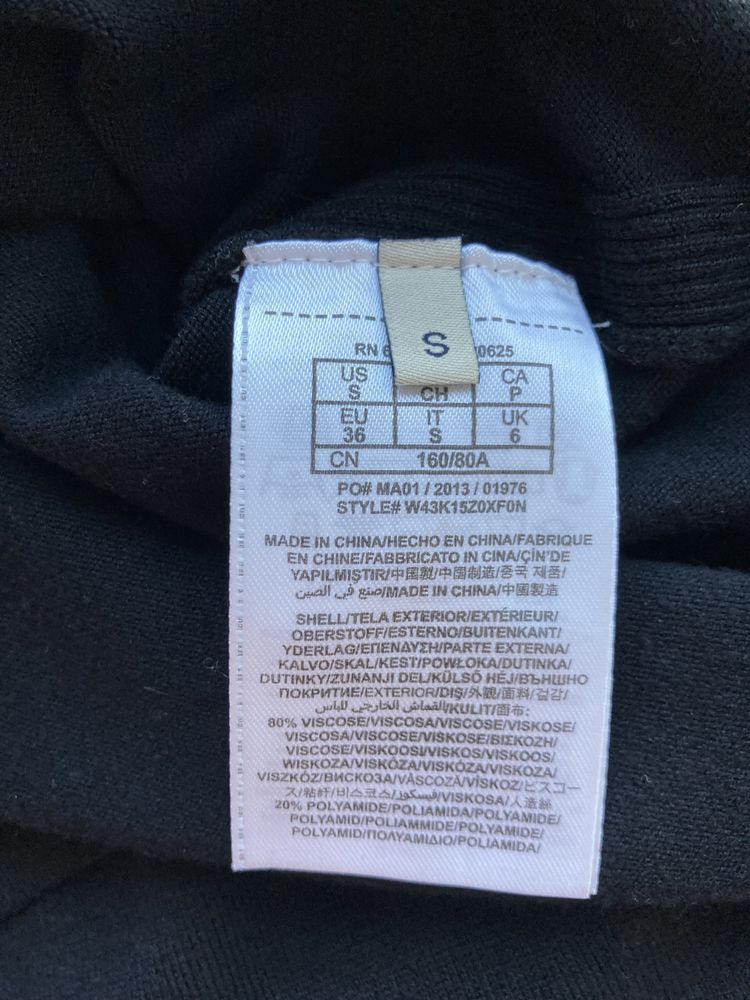 S
RN 6 0625
US CA
S CH P
EU IT UK
36 S 6
CN 160/80A
PO# MA01 / 2013 / 01976
STYLE# W43K15Z0XF0N
MADE IN CHINA/HECHO EN CHINA/FABRIQUE
EN CHINE/FABBRICATO IN CINA/ÇİN'DE
YAPILMIŞTIR/中國製/中國制造/중국 제품/
صنع في الصين/MADE IN CHINA/中國製造
SHELL/TELA EXTERIOR/EXTÉRIEUR/
OBERSTOFF/ESTERNO/BUITENKANT/
YDERLAG/ΕΠΕΝΔΥΣΗ/PARTE EXTERNA/
KALVO/SKAL/KEST/POWŁOKA/DUTINKA/
DUTINKY/ZUNANJI DEL/KÜLSŐ HÉJ/ВЪНШНО
ПОКРИТИЕ/EXTERIOR/DIŞ/外観/面料/겉감/
القماش الخارجي للباس/KULIT/面布:
80% VISCOSE/VISCOSA/VISCOSE/VISKOSE/
VISCOSA/VISCOSE/VISKOSE/ΒΙΣΚΟΖΗ/
VISCOSE/VISKOOSI/VISKOS/VISKOOS/
WISKOZA/VISKÓZA/VISKÓZA/VISKOZA/
VISZKÓZ/ВИСКОЗА/VÂSCOZĂ/VİSKOZ/ビスコー
ス/粘纤/비스코스/فيسكوز/VISKOSA/人造絲
20% POLYAMIDE/POLIAMIDA/POLYAMIDE/
POLYAMID/POLIAMMIDE/POLYAMIDE/
POLYAMID/ΠΟΛΥΑΜΙΔΙΟ/POLIAMIDA/